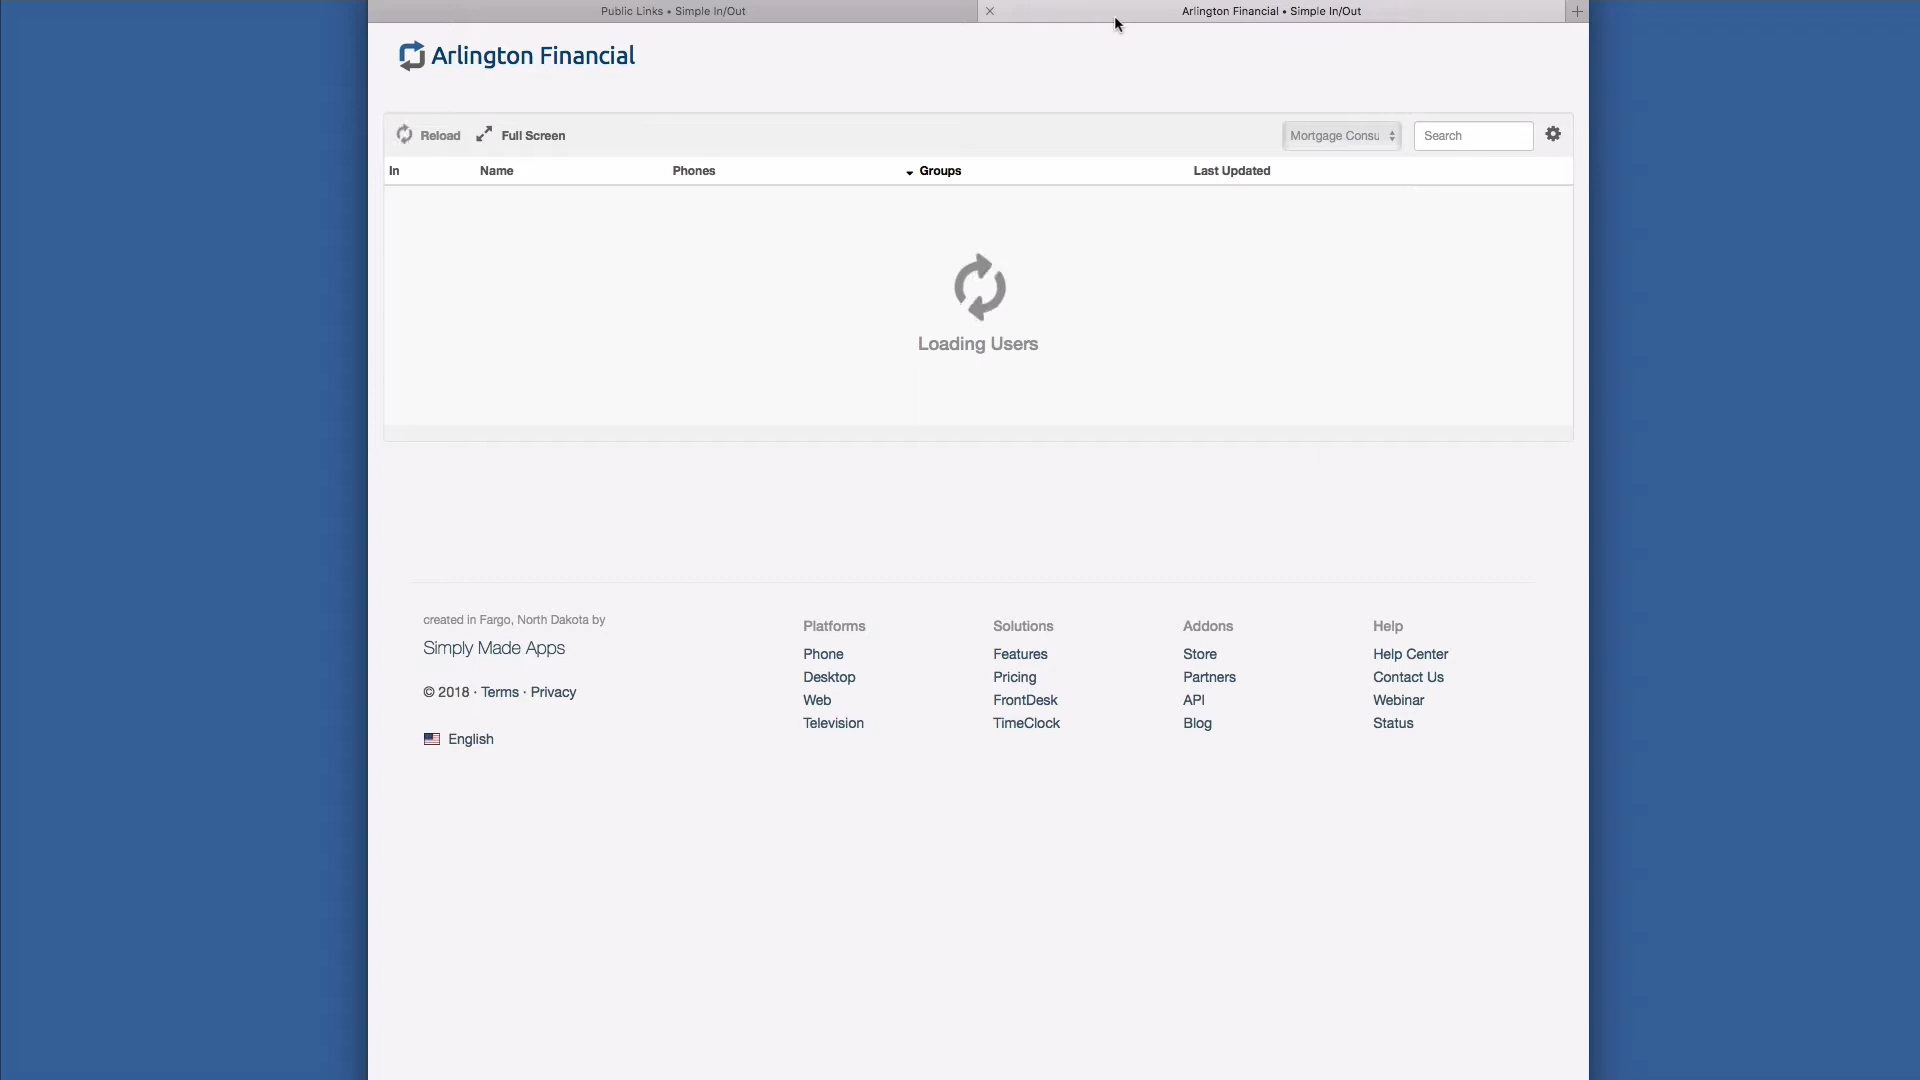 Public Links • Simple In/Out
Arlington Financial • Simple In/Out
Arlington Financial
Reload
Full Screen
Mortgage Consu
Search
In
Name
Phones
Groups
Last Updated
Loading Users
created in Fargo, North Dakota by
Simply Made Apps
© 2018 · Terms · Privacy
English
Platforms
Phone
Desktop
Web
Television
Solutions
Features
Pricing
FrontDesk
TimeClock
Addons
Store
Partners
API
Blog
Help
Help Center
Contact Us
Webinar
Status